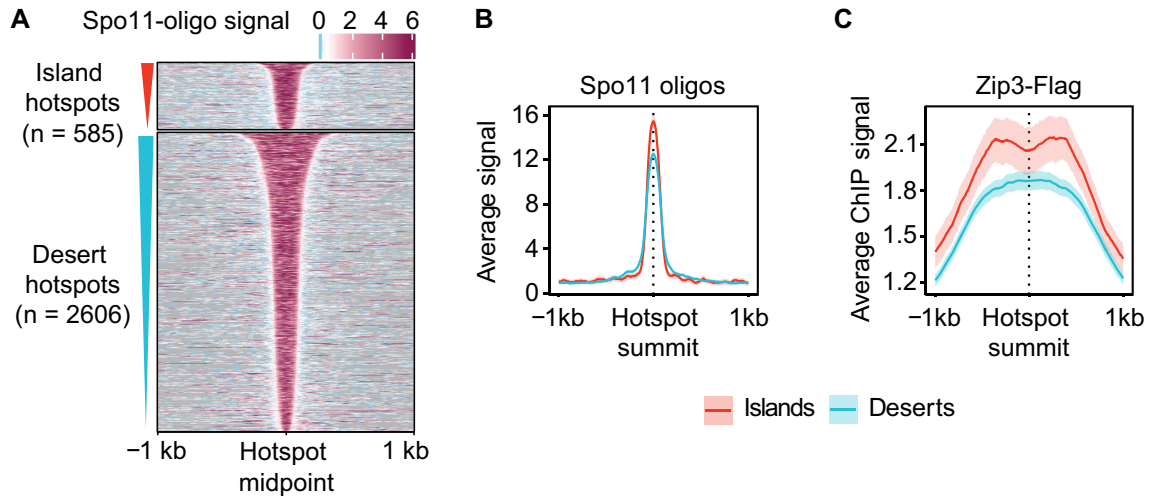 A
Spo11-oligo signal
0 2 4 6
Island
hotspots
(n = 585)
Desert
hotspots
(n = 2606)
−1 kb
Hotspot
midpoint
1 kb
B
Spo11 oligos
Average signal
16
12
8
4
0
−1kb
Hotspot
summit
1kb
C
Zip3-Flag
Average ChIP signal
2.1
1.8
1.5
1.2
−1kb
Hotspot
summit
1kb
Islands
Deserts